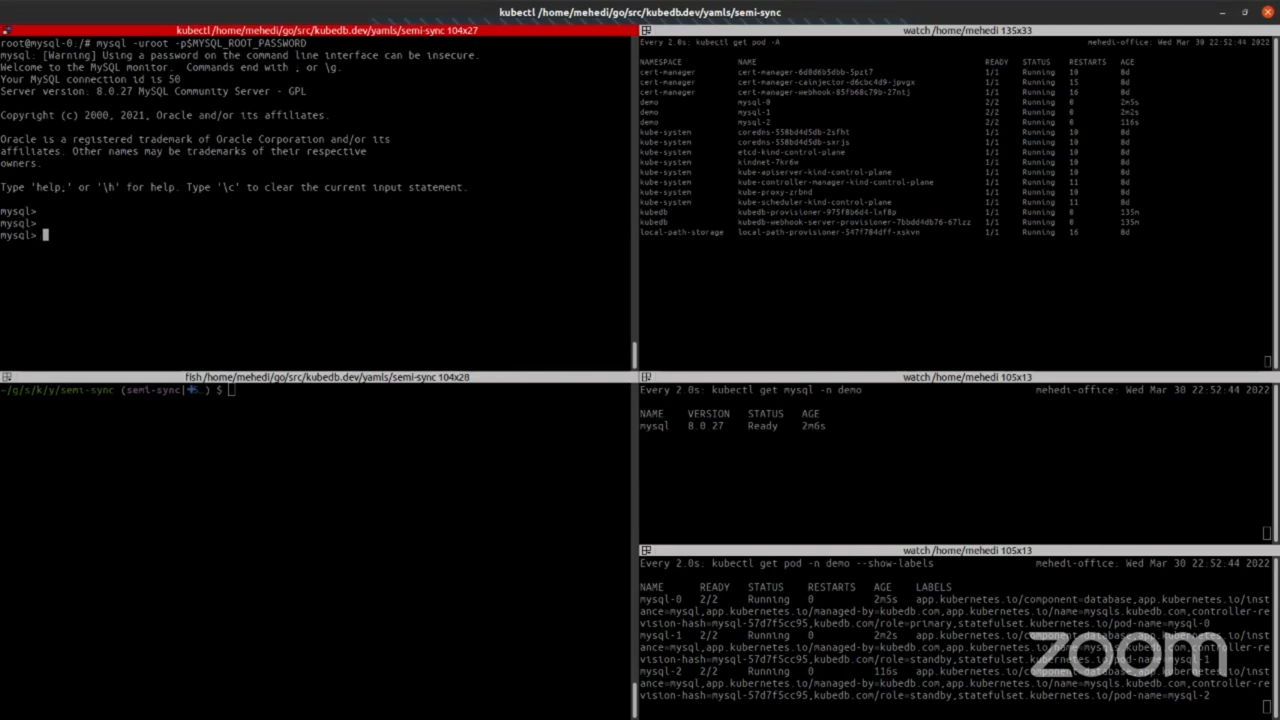 kubectl /home/mehedi/go/src/kubedb.dev/yamls/semi-sync
kubectl /home/mehedi/go/src/kubedb.dev/yamls/semi-sync 104x27
root@mysql-0:/# mysql -uroot -p$MYSQL_ROOT_PASSWORD
mysql: [Warning] Using a password on the command line interface can be insecure.
Welcome to the MySQL monitor.  Commands end with ; or \g.
Your MySQL connection id is 50
Server version: 8.0.27 MySQL Community Server - GPL
Copyright (c) 2000, 2021, Oracle and/or its affiliates.
Oracle is a registered trademark of Oracle Corporation and/or its
affiliates. Other names may be trademarks of their respective
owners.
Type 'help;' or '\h' for help. Type '\c' to clear the current input statement.
mysql>
mysql>
mysql>
watch /home/mehedi 135x33
Every 2.0s: kubectl get pod -A mehedi-office: Wed Mar 30 22:52:44 2022
NAMESPACE NAME READY STATUS RESTARTS AGE
cert-manager cert-manager-6d8d6b5dbb-5pzt7 1/1 Running 10 8d
cert-manager cert-manager-cainjector-d6cbc4d9-jpvgx 1/1 Running 15 8d
cert-manager cert-manager-webhook-85fb68c79b-27ntj 1/1 Running 16 8d
demo mysql-0 2/2 Running 0 2m5s
demo mysql-1 2/2 Running 0 2m2s
demo mysql-2 2/2 Running 0 116s
kube-system coredns-558bd4d5db-2sfht 1/1 Running 10 8d
kube-system coredns-558bd4d5db-sxrjs 1/1 Running 10 8d
kube-system etcd-kind-control-plane 1/1 Running 10 8d
kube-system kindnet-7kr6w 1/1 Running 10 8d
kube-system kube-apiserver-kind-control-plane 1/1 Running 10 8d
kube-system kube-controller-manager-kind-control-plane 1/1 Running 11 8d
kube-system kube-proxy-zrbnd 1/1 Running 10 8d
kube-system kube-scheduler-kind-control-plane 1/1 Running 11 8d
kubedb kubedb-provisioner-975f8b6d4-lxf8p 1/1 Running 0 135m
kubedb kubedb-webhook-server-provisioner-7bbdd4db76-67lzz 1/1 Running 0 135m
local-path-storage local-path-provisioner-547f784dff-xskvn 1/1 Running 16 8d
fish /home/mehedi/go/src/kubedb.dev/yamls/semi-sync 104x28
~/g/s/k/y/semi-sync (semi-sync| ) $
watch /home/mehedi 105x13
Every 2.0s: kubectl get mysql -n demo mehedi-office: Wed Mar 30 22:52:44 2022
NAME VERSION STATUS AGE
mysql 8.0.27 Ready 2m6s
watch /home/mehedi 105x13
Every 2.0s: kubectl get pod -n demo --show-labels mehedi-office: Wed Mar 30 22:52:44 2022
NAME READY STATUS RESTARTS AGE LABELS
mysql-0 2/2 Running 0 2m5s app.kubernetes.io/component=database,app.kubernetes.io/inst
ance=mysql,app.kubernetes.io/managed-by=kubedb.com,app.kubernetes.io/name=mysqls.kubedb.com,controller-re
vision-hash=mysql-57d7f5cc95,kubedb.com/role=primary,statefulset.kubernetes.io/pod-name=mysql-0
mysql-1 2/2 Running 0 2m2s app.kubernetes.io/component=database,app.kubernetes.io/inst
ance=mysql,app.kubernetes.io/managed-by=kubedb.com,app.kubernetes.io/name=mysqls.kubedb.com,controller-re
vision-hash=mysql-57d7f5cc95,kubedb.com/role=standby,statefulset.kubernetes.io/pod-name=mysql-1
mysql-2 2/2 Running 0 116s app.kubernetes.io/component=database,app.kubernetes.io/inst
ance=mysql,app.kubernetes.io/managed-by=kubedb.com,app.kubernetes.io/name=mysqls.kubedb.com,controller-re
vision-hash=mysql-57d7f5cc95,kubedb.com/role=standby,statefulset.kubernetes.io/pod-name=mysql-2
zoom